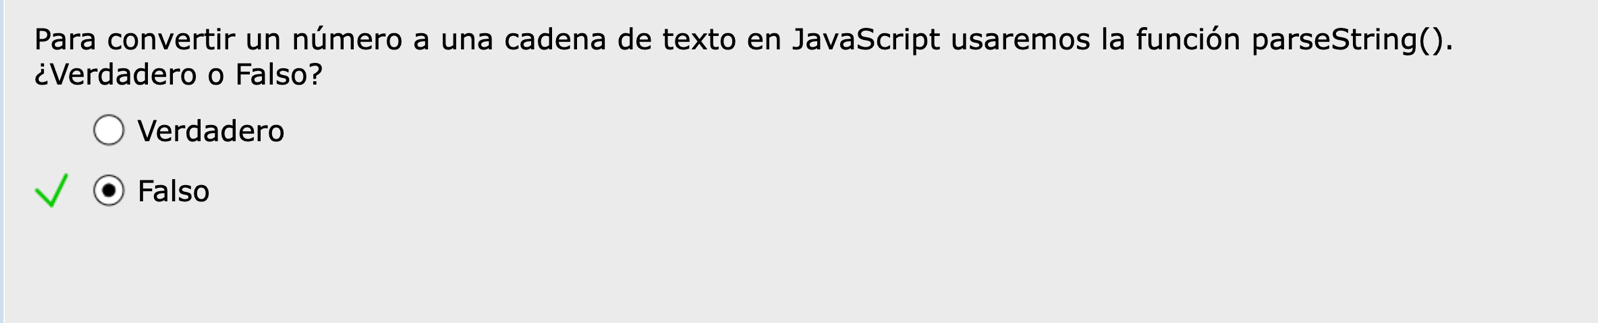 Para convertir un número a una cadena de texto en JavaScript usaremos la función parseString().
¿Verdadero o Falso?
Verdadero
Falso